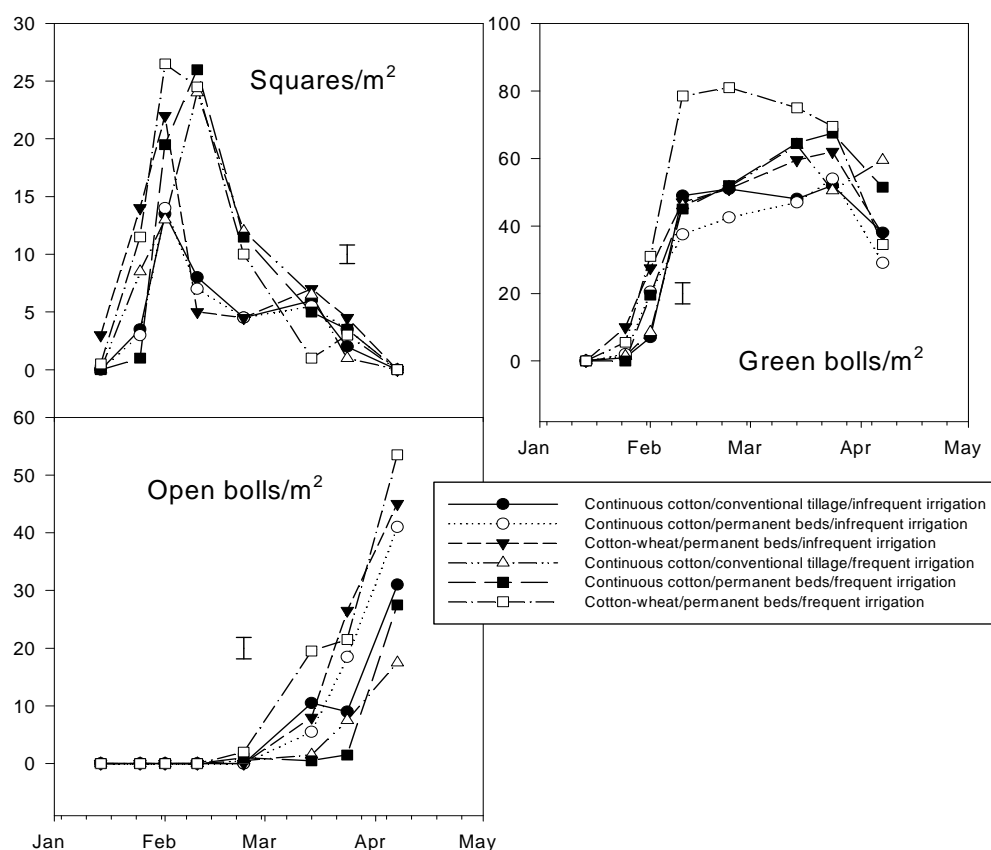 30
25
20
15
10
5
0
Squares/m²
100
80
60
40
20
0
Green bolls/m²
Jan Feb Mar Apr May
60
50
40
30
20
10
0
Open bolls/m²
Jan Feb Mar Apr May
Continuous cotton/conventional tillage/infrequent irrigation
Continuous cotton/permanent beds/infrequent irrigation
Cotton-wheat/permanent beds/infrequent irrigation
Continuous cotton/conventional tillage/frequent irrigation
Continuous cotton/permanent beds/frequent irrigation
Cotton-wheat/permanent beds/frequent irrigation